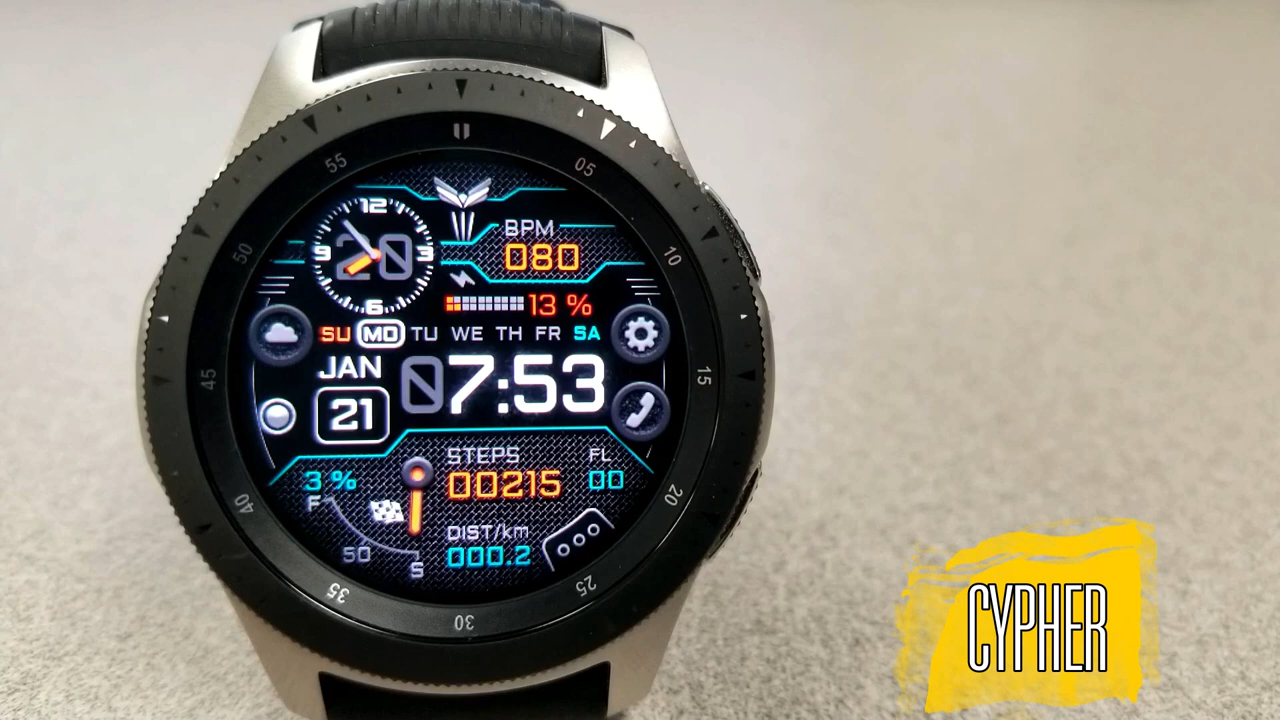 55
05
50
10
45
15
40
20
35
25
30
12
9
20
3
6
BPM
080
13 %
SU MO TU WE TH FR SA
JAN
07:53
21
3 %
STEPS
FL
00215
00
F
DIST/km
50
000.2
S
CYPHER